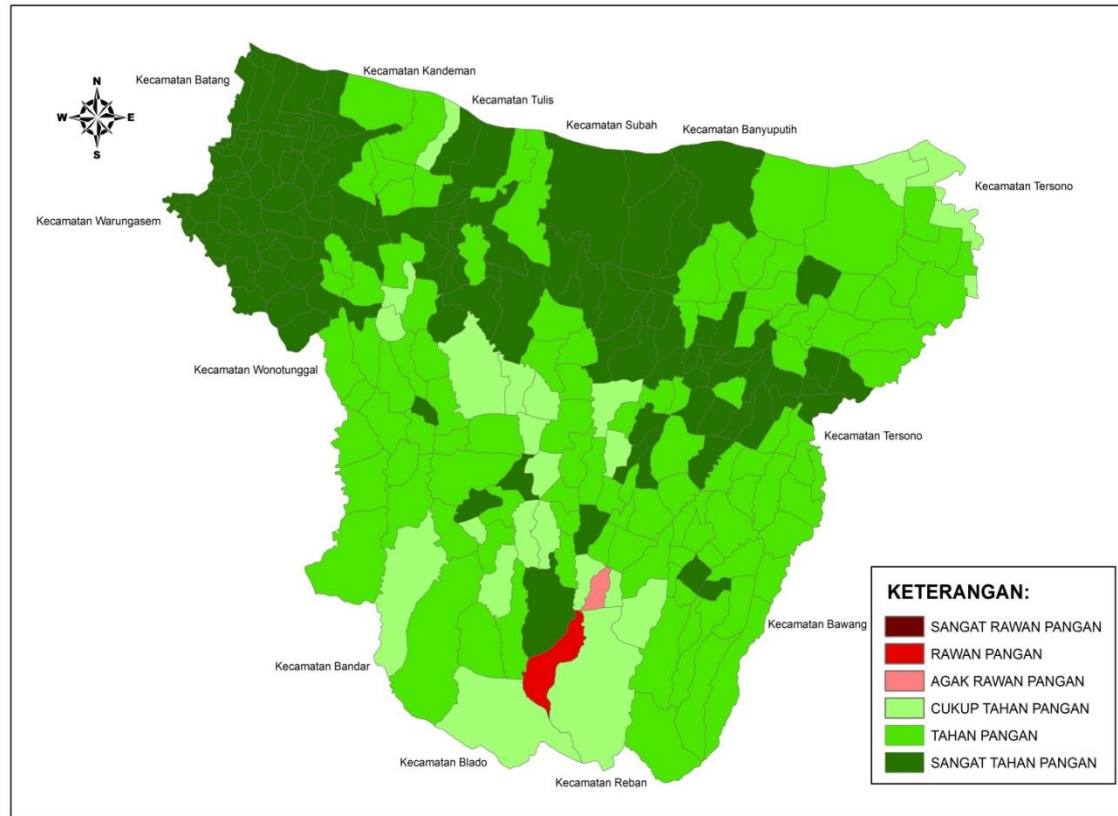 Kecamatan Kandeman
Kecamatan Batang
Kecamatan Tulis
N
W
E
S
Kecamatan Subah
Kecamatan Banyuputih
Kecamatan Tersono
Kecamatan Warungasem
Kecamatan Wonotunggal
Kecamatan Tersono
KETERANGAN:
SANGAT RAWAN PANGAN
RAWAN PANGAN
AGAK RAWAN PANGAN
CUKUP TAHAN PANGAN
TAHAN PANGAN
SANGAT TAHAN PANGAN
Kecamatan Bawang
Kecamatan Bandar
Kecamatan Blado
Kecamatan Reban